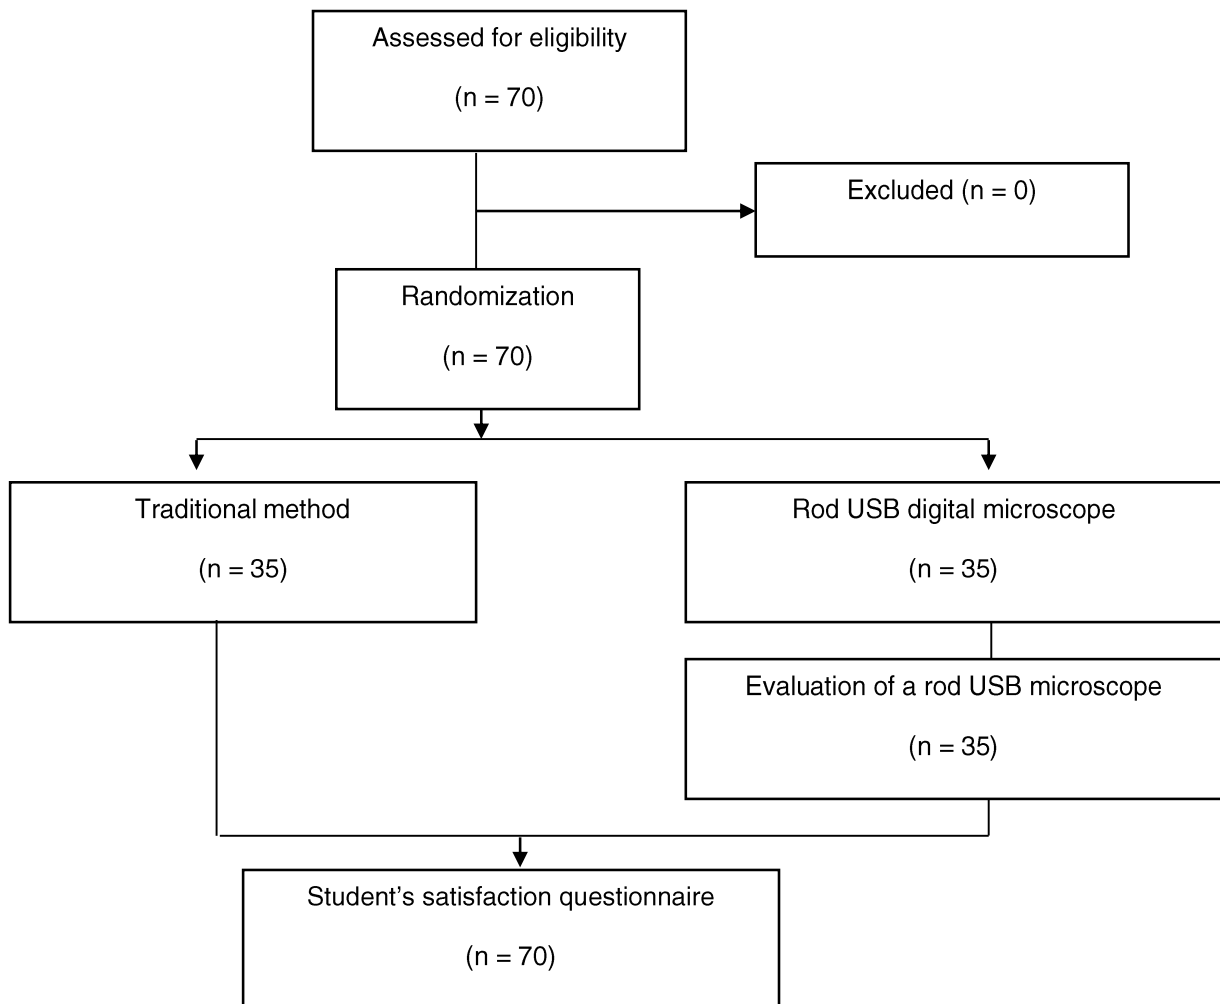 Assessed for eligibility
(n = 70)
Excluded (n = 0)
Randomization
(n = 70)
Traditional method
(n = 35)
Rod USB digital microscope
(n = 35)
Evaluation of a rod USB microscope
(n = 35)
Student’s satisfaction questionnaire
(n = 70)